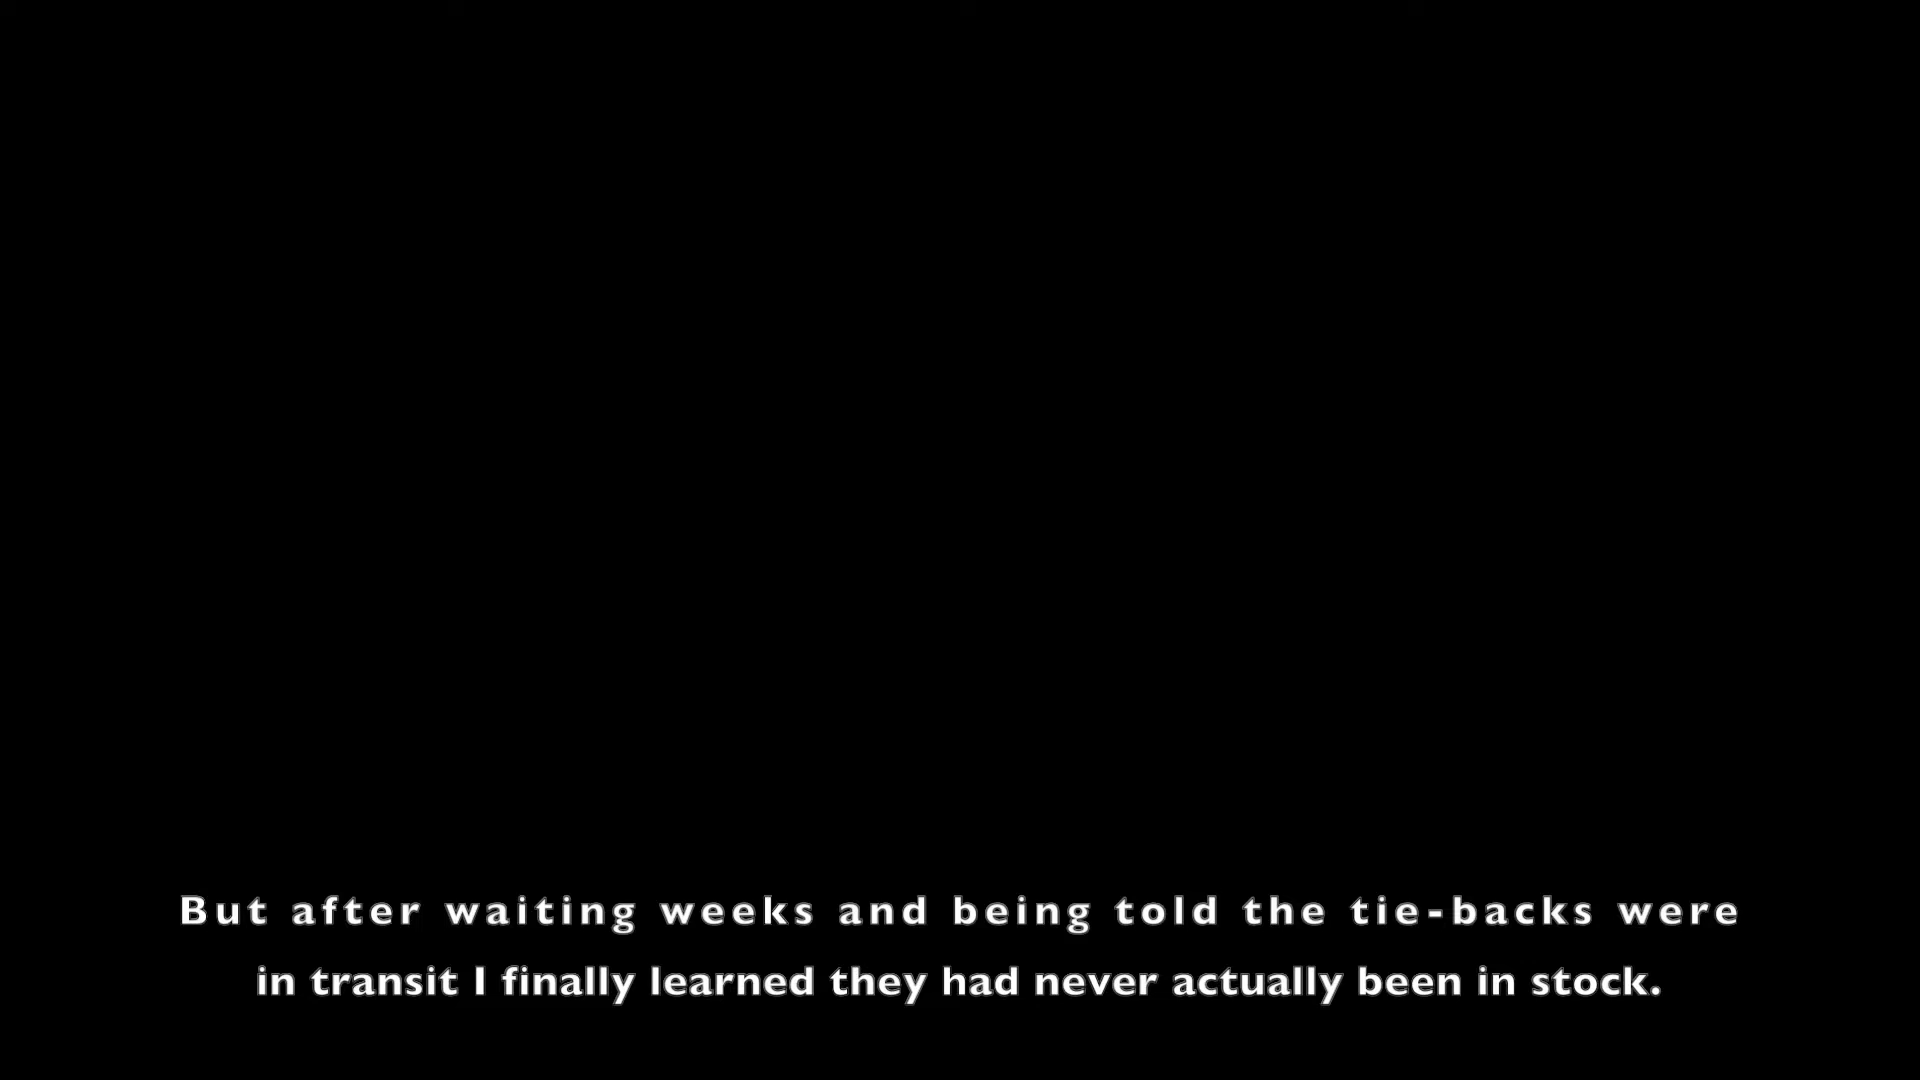 But after waiting weeks and being told the tie-backs were
in transit I finally learned they had never actually been in stock.